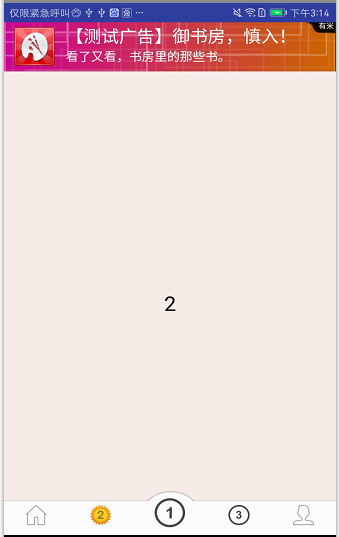 仅限紧急呼叫 ... 下午3:14
有米
【测试广告】御书房，慎入！
看了又看，书房里的那些书。
2
2 1 3